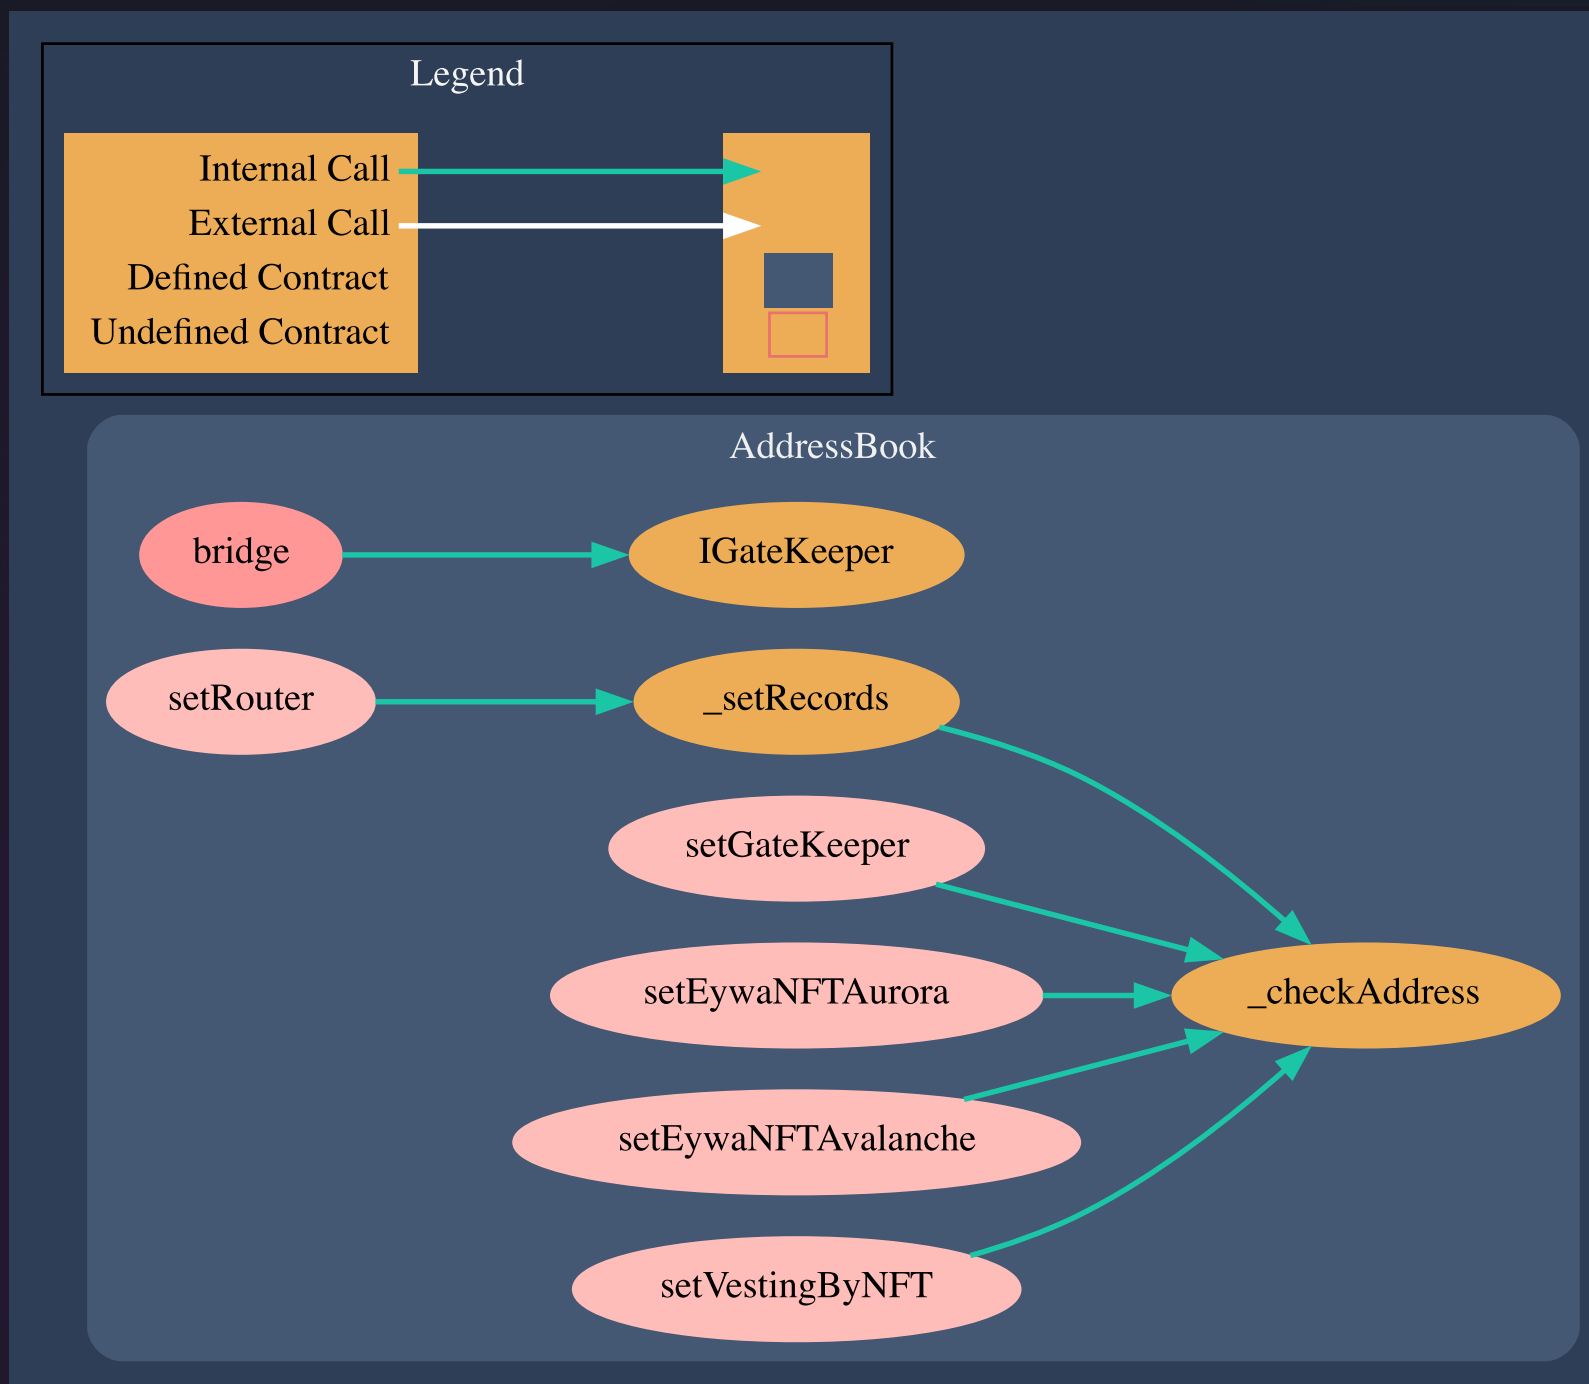 Legend
Internal Call
External Call
Defined Contract
Undefined Contract
AddressBook
bridge
IGateKeeper
setRouter
_setRecords
setGateKeeper
setEywaNFTAurora
_checkAddress
setEywaNFTAvalanche
setVestingByNFT